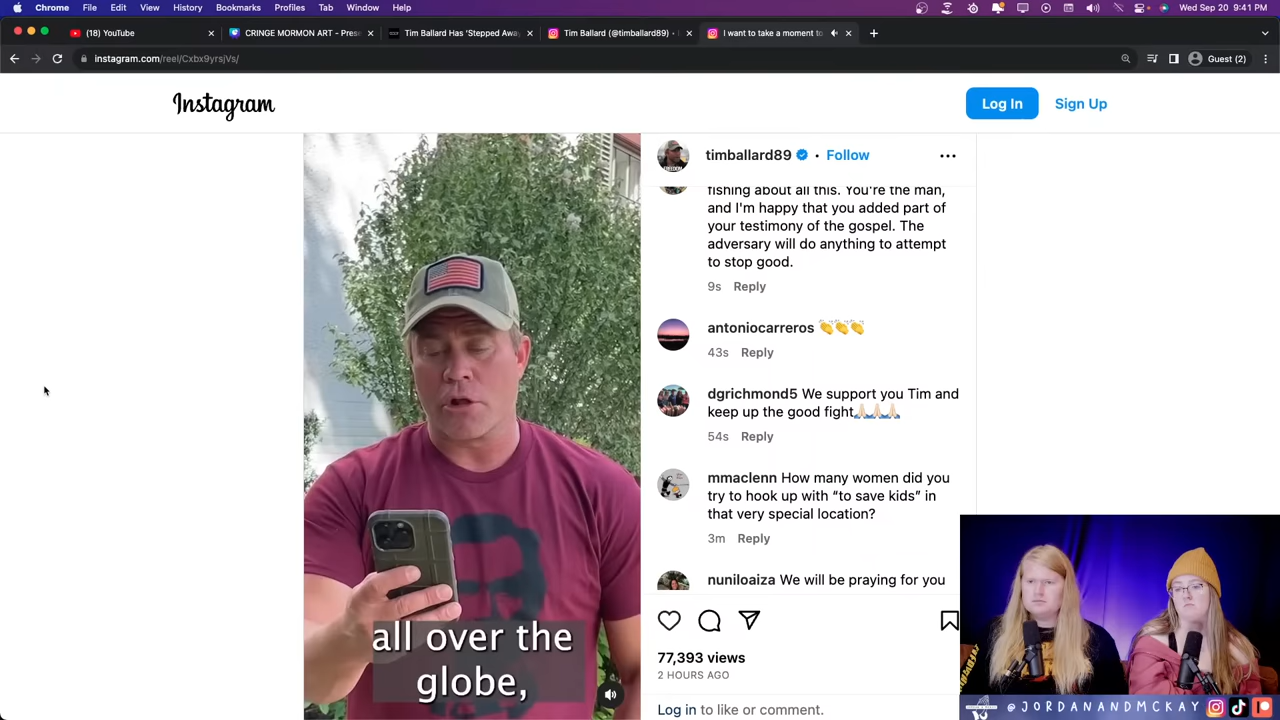 Chrome File Edit View History Bookmarks Profiles Tab Window Help Wed Sep 20 9:41 PM
(18) YouTube CRINGE MORMON ART - Prese Tim Ballard Has 'Stepped Away Tim Ballard (@timballard89) • I want to take a moment to
instagram.com/reel/Cxbx9yrsjVs/ Guest (2)
Instagram Log In Sign Up
timballard89 • Follow
fishing about all this. You're the man,
and I'm happy that you added part of
your testimony of the gospel. The
adversary will do anything to attempt
to stop good.
9s Reply
antoniocarreros 👏👏👏
43s Reply
dgrichmond5 We support you Tim and
keep up the good fight🙏🏻🙏🏻🙏🏻
54s Reply
mmaclenn How many women did you
try to hook up with “to save kids” in
that very special location?
3m Reply
nuniloaiza We will be praying for you
77,393 views
2 HOURS AGO
Log in to like or comment.
all over the
globe,
@JORDANANDMCKAY